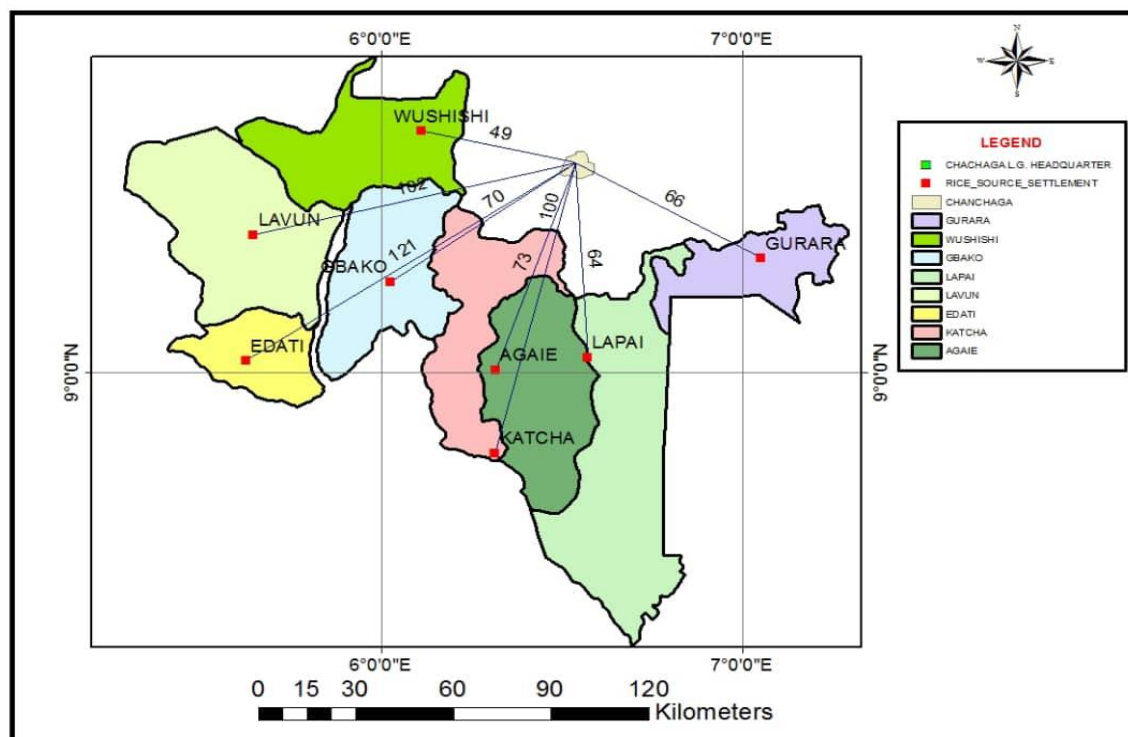 6°0'0"E 7°0'0"E
N
W E
S
WUSHISHI
49
102
70
100
66
LAVUN
121
GBAKO
73
64
GURARA
EDATI
AGAIE
LAPAI
9°0'0"N 9°0'0"N
KATCHA
6°0'0"E 7°0'0"E
0 15 30 60 90 120
Kilometers
LEGEND
CHACHAGA L.G. HEADQUARTER
RICE_SOURCE_SETTLEMENT
CHANCHAGA
GURARA
WUSHISHI
GBAKO
LAPAI
LAVUN
EDATI
KATCHA
AGAIE